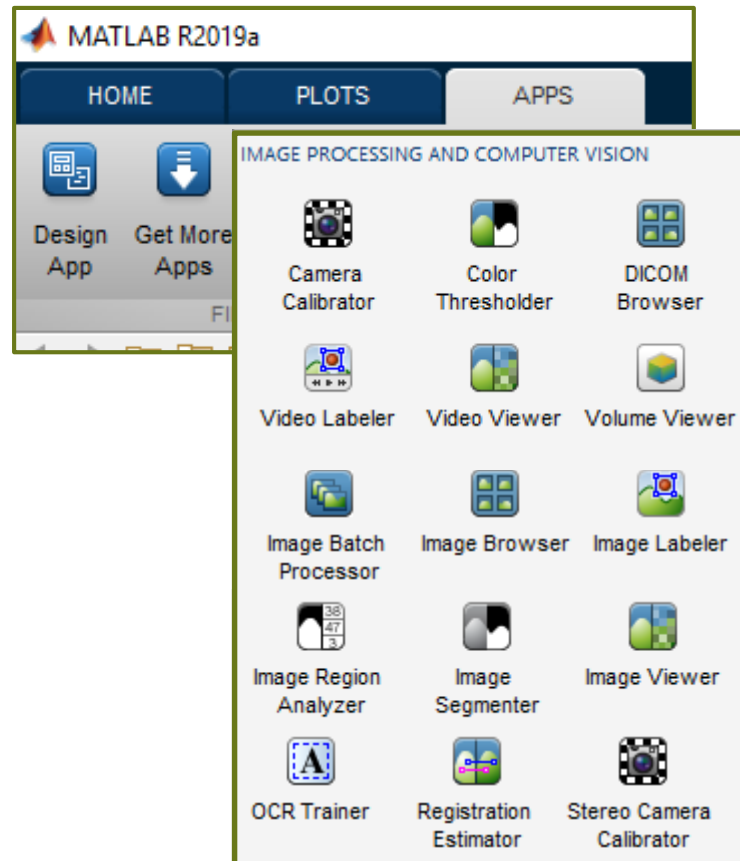 MATLAB R2019a
HOME PLOTS APPS
Design Get More
App Apps
FI
IMAGE PROCESSING AND COMPUTER VISION
Camera Color DICOM
Calibrator Thresholder Browser
Video Labeler Video Viewer Volume Viewer
Image Batch Image Browser Image Labeler
Processor
38
47
3
Image Region Image Image Viewer
Analyzer Segmenter
A
OCR Trainer Registration Stereo Camera
Estimator Calibrator